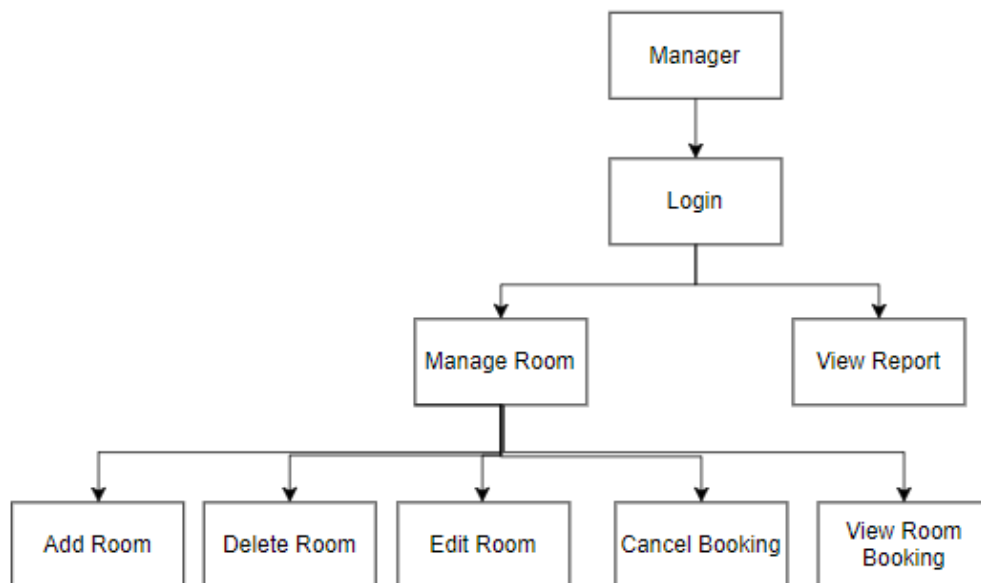 Manager
Login
Manage Room
View Report
Add Room
Delete Room
Edit Room
Cancel Booking
View Room
Booking